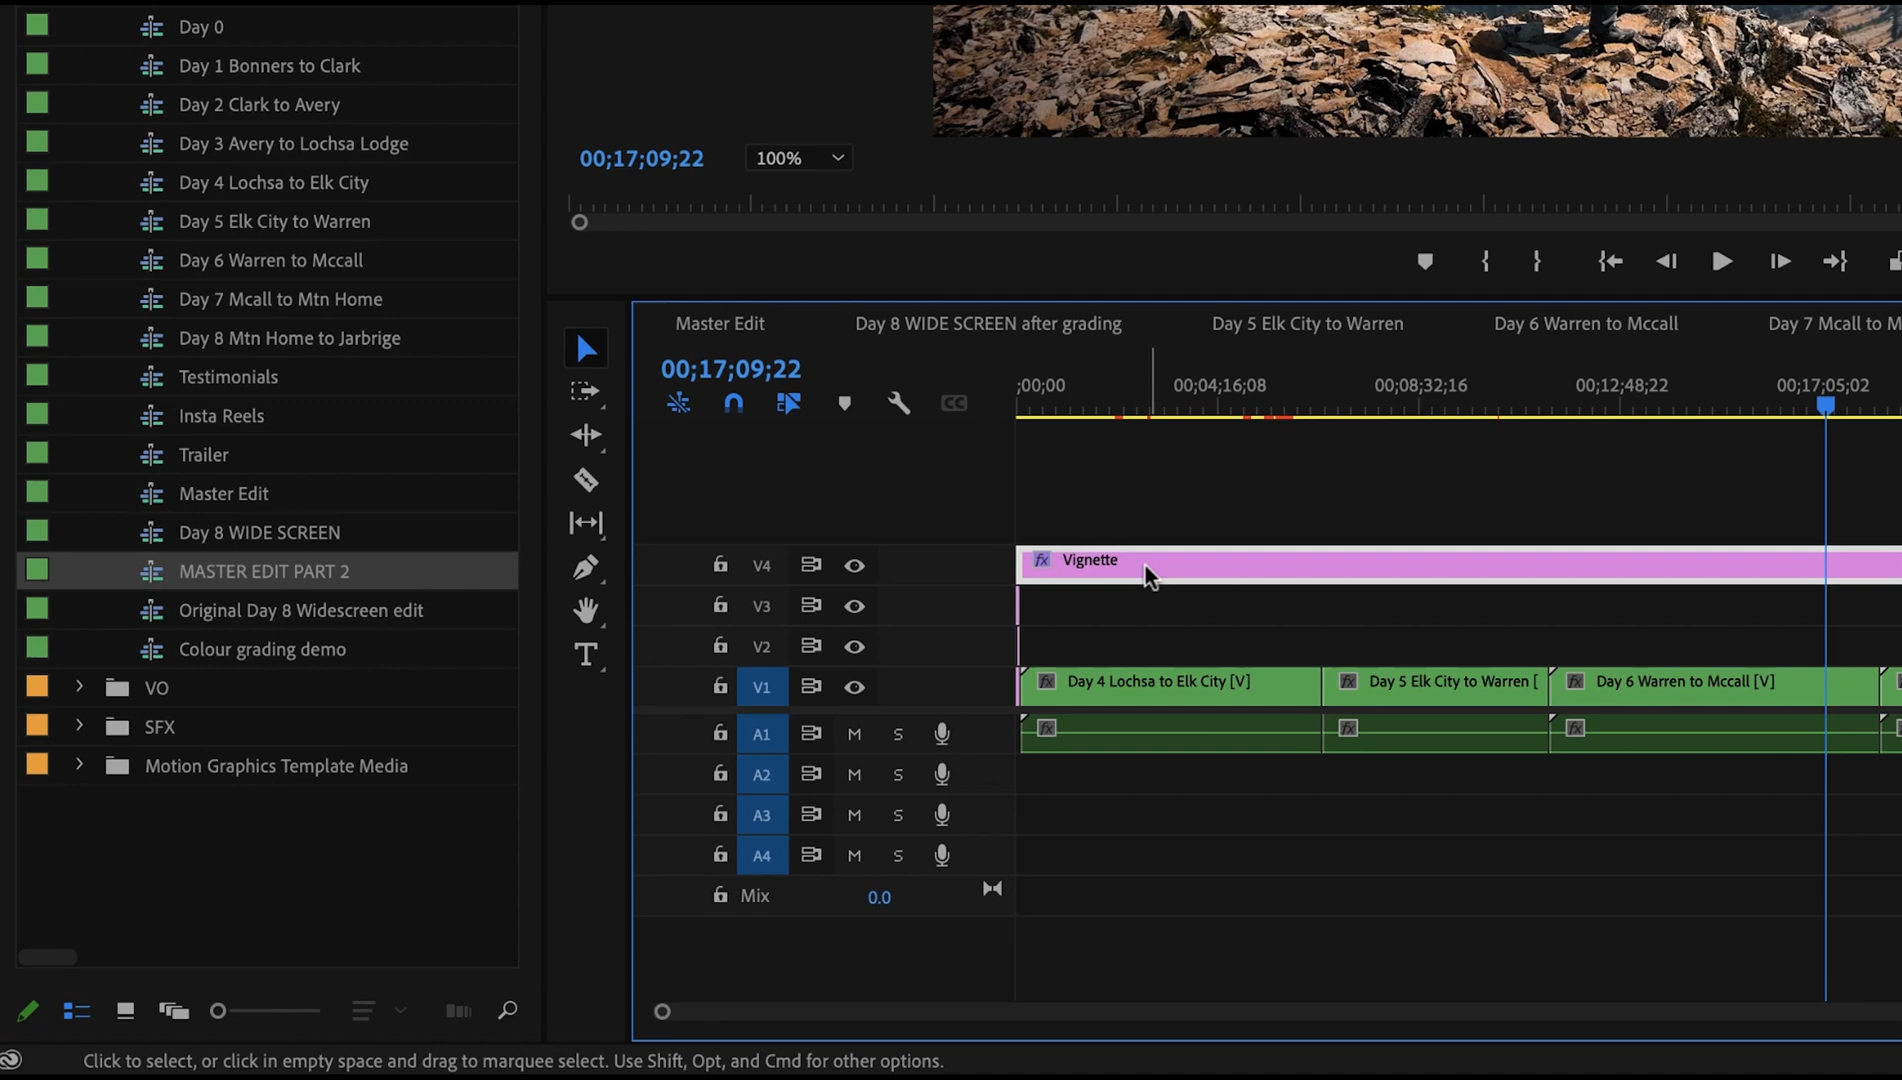 Day 0
Day 1 Bonners to Clark
Day 2 Clark to Avery
Day 3 Avery to Lochsa Lodge
Day 4 Lochsa to Elk City
Day 5 Elk City to Warren
Day 6 Warren to Mccall
Day 7 Mcall to Mtn Home
Day 8 Mtn Home to Jarbrige
Testimonials
Insta Reels
Trailer
Master Edit
Day 8 WIDE SCREEN
MASTER EDIT PART 2
Original Day 8 Widescreen edit
Colour grading demo
VO
SFX
Motion Graphics Template Media
00;17;09;22
100%
Master Edit
Day 8 WIDE SCREEN after grading
Day 5 Elk City to Warren
Day 6 Warren to Mccall
Day 7 Mcall to M
00;17;09;22
;00;00
00;04;16;08
00;08;32;16
00;12;48;22
00;17;05;02
CC
V4
fx Vignette
V3
V2
V1
fx Day 4 Lochsa to Elk City [V]
fx Day 5 Elk City to Warren [
fx Day 6 Warren to Mccall [V]
A1 M S
fx
fx
fx
A2 M S
A3 M S
A4 M S
Mix 0.0
Click to select, or click in empty space and drag to marquee select. Use Shift, Opt, and Cmd for other options.